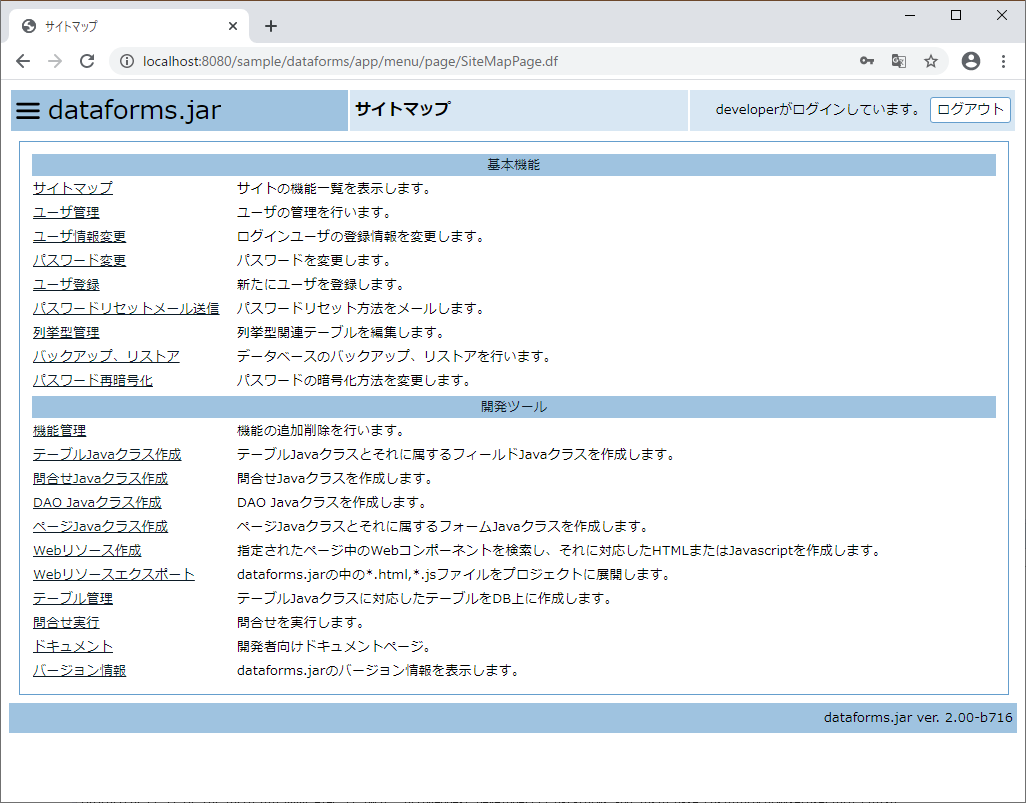 サイトマップ
localhost:8080/sample/dataforms/app/menu/page/SiteMapPage.df
dataforms.jar サイトマップ developerがログインしています。 ログアウト
基本機能
サイトマップ サイトの機能一覧を表示します。
ユーザ管理 ユーザの管理を行います。
ユーザ情報変更 ログインユーザの登録情報を変更します。
パスワード変更 パスワードを変更します。
ユーザ登録 新たにユーザを登録します。
パスワードリセットメール送信 パスワードリセット方法をメールします。
列挙型管理 列挙型関連テーブルを編集します。
バックアップ、リストア データベースのバックアップ、リストアを行います。
パスワード再暗号化 パスワードの暗号化方法を変更します。
開発ツール
機能管理 機能の追加削除を行います。
テーブルJavaクラス作成 テーブルJavaクラスとそれに属するフィールドJavaクラスを作成します。
問合せJavaクラス作成 問合せJavaクラスを作成します。
DAO Javaクラス作成 DAO Javaクラスを作成します。
ページJavaクラス作成 ページJavaクラスとそれに属するフォームJavaクラスを作成します。
Webリソース作成 指定されたページ中のWebコンポーネントを検索し、それに対応したHTMLまたはJavascriptを作成します。
Webリソースエクスポート dataforms.jarの中の*.html,*.jsファイルをプロジェクトに展開します。
テーブル管理 テーブルJavaクラスに対応したテーブルをDB上に作成します。
問合せ実行 問合せを実行します。
ドキュメント 開発者向けドキュメントページ。
バージョン情報 dataforms.jarのバージョン情報を表示します。
dataforms.jar ver. 2.00-b716